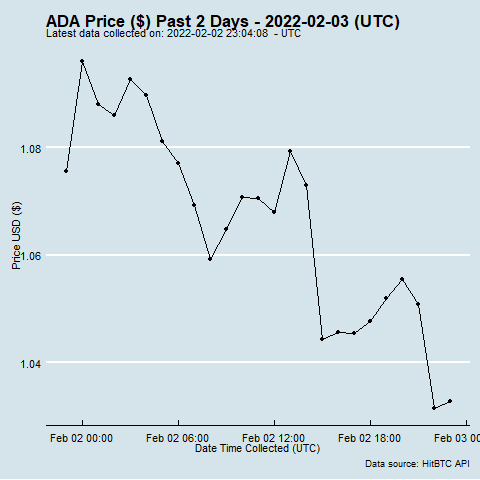 ADA Price ($) Past 2 Days - 2022-02-03 (UTC)
Latest data collected on: 2022-02-02 23:04:08 - UTC
1.08
1.06
1.04
Price USD ($)
Feb 02 00:00 Feb 02 06:00 Feb 02 12:00 Feb 02 18:00 Feb 03 00
Date Time Collected (UTC)
Data source: HitBTC API